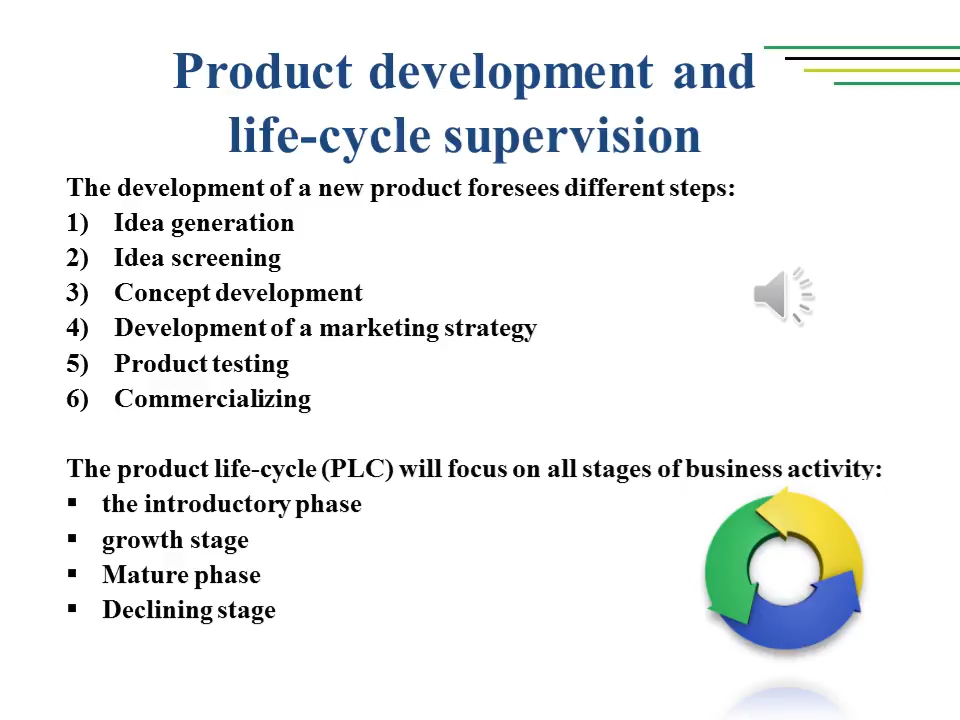 Product development and
life-cycle supervision
The development of a new product foresees different steps:
1) Idea generation
2) Idea screening
3) Concept development
4) Development of a marketing strategy
5) Product testing
6) Commercializing
The product life-cycle (PLC) will focus on all stages of business activity:
▪ the introductory phase
▪ growth stage
▪ Mature phase
▪ Declining stage